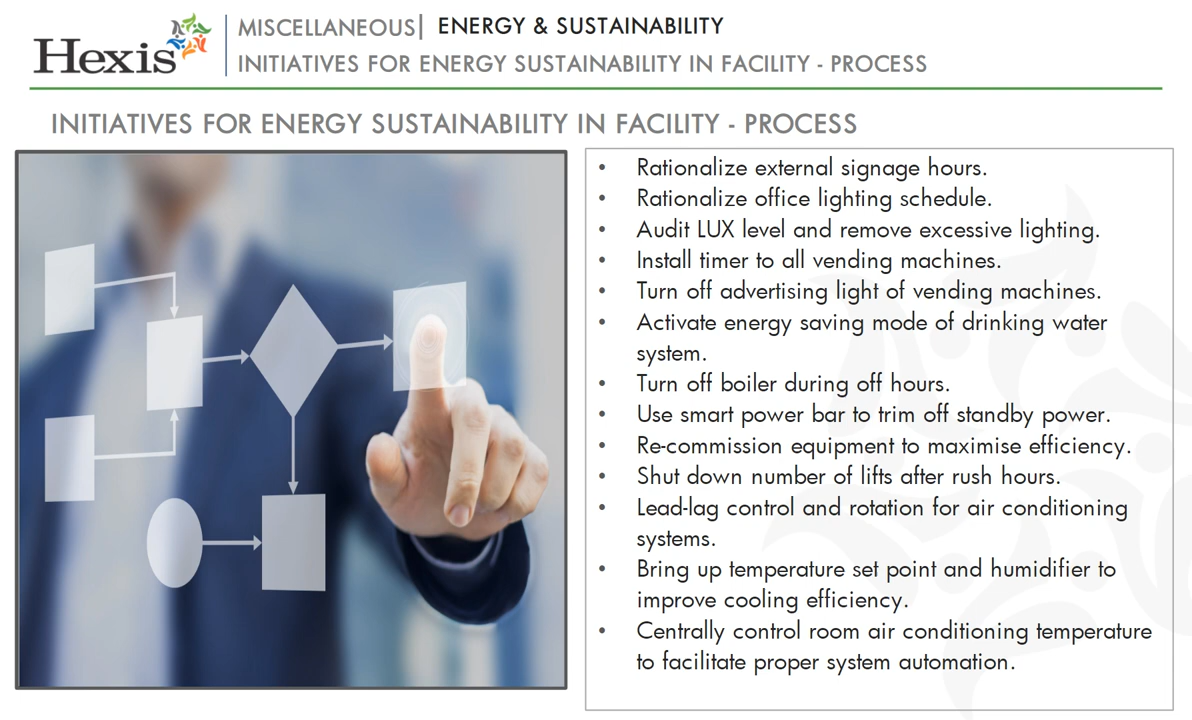 Hexis
MISCELLANEOUS| ENERGY & SUSTAINABILITY
INITIATIVES FOR ENERGY SUSTAINABILITY IN FACILITY - PROCESS
INITIATIVES FOR ENERGY SUSTAINABILITY IN FACILITY - PROCESS
• Rationalize external signage hours.
• Rationalize office lighting schedule.
• Audit LUX level and remove excessive lighting.
• Install timer to all vending machines.
• Turn off advertising light of vending machines.
• Activate energy saving mode of drinking water
system.
• Turn off boiler during off hours.
• Use smart power bar to trim off standby power.
• Re-commission equipment to maximise efficiency.
• Shut down number of lifts after rush hours.
• Lead-lag control and rotation for air conditioning
systems.
• Bring up temperature set point and humidifier to
improve cooling efficiency.
• Centrally control room air conditioning temperature
to facilitate proper system automation.